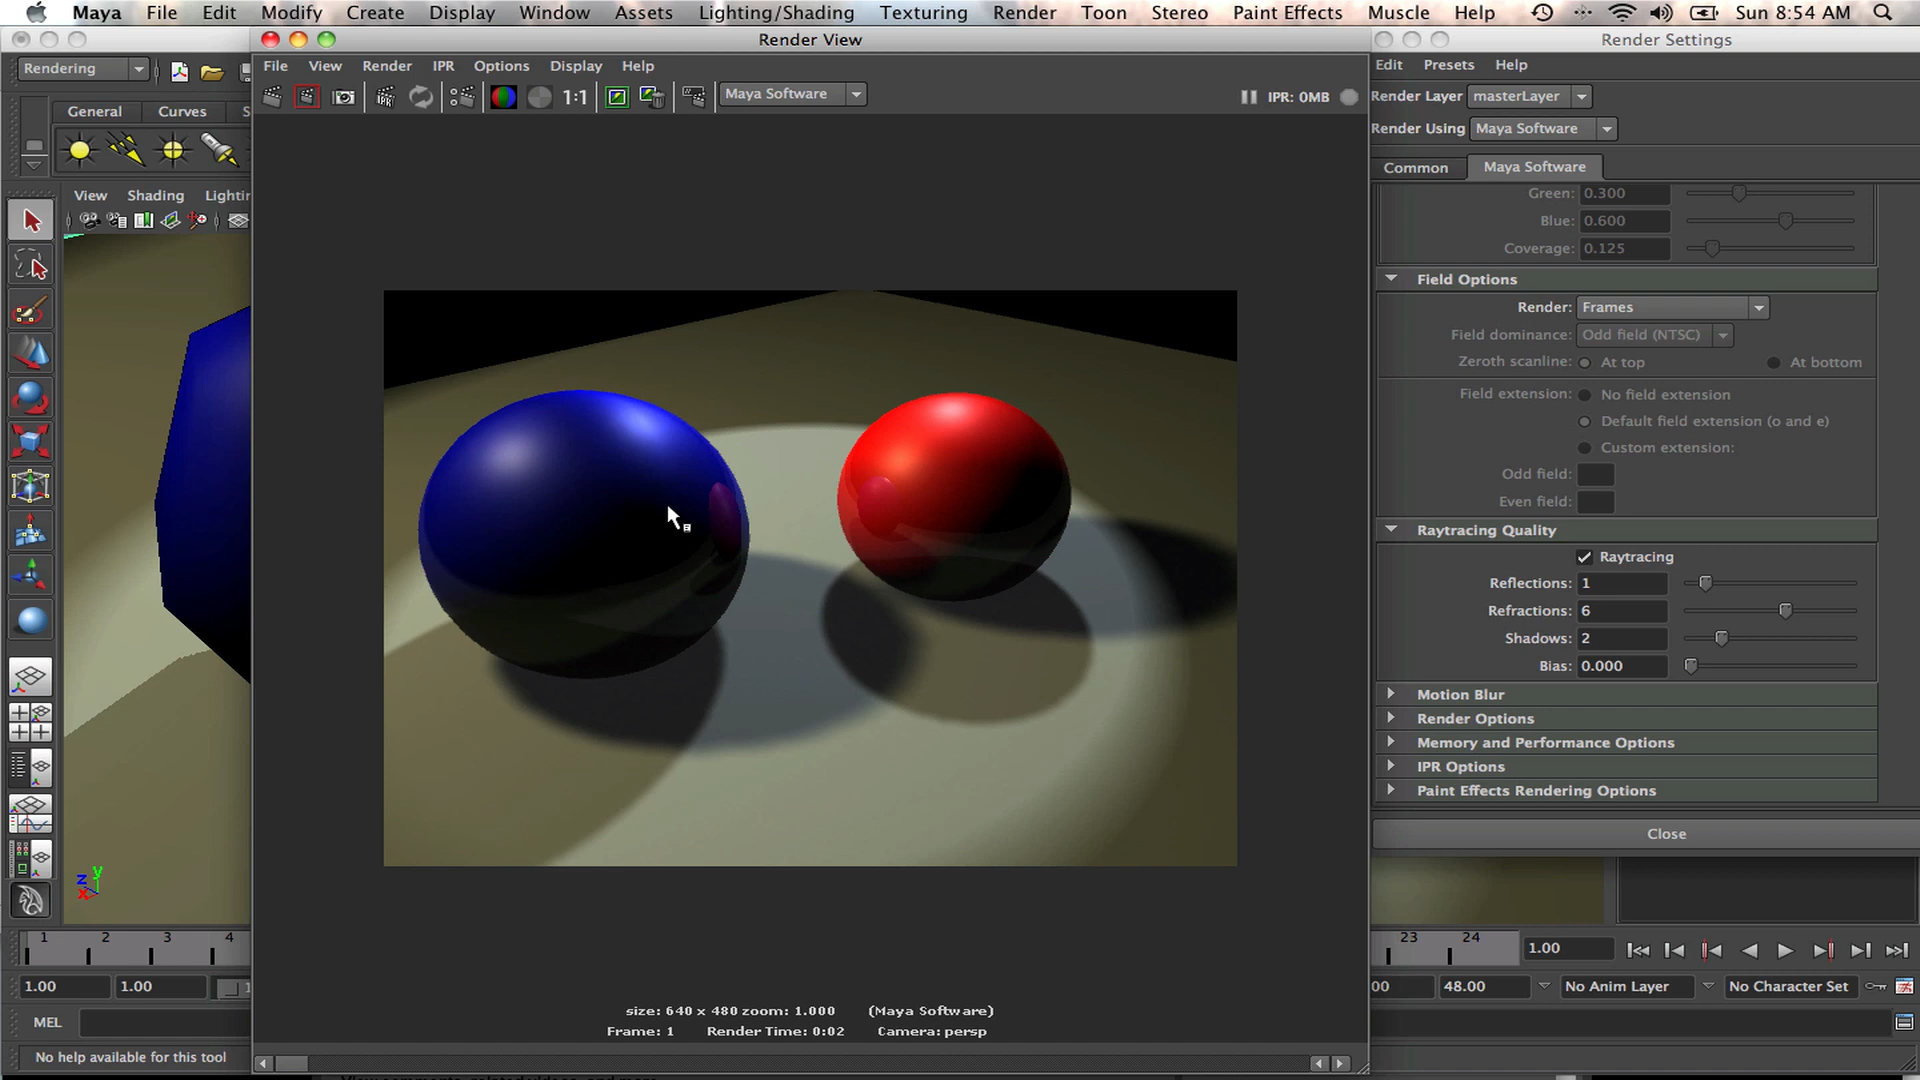 Maya File Edit Modify Create Display Window Assets Lighting/Shading Texturing Render Toon Stereo Paint Effects Muscle Help Sun 8:54 AM
Render View
Render Settings
Rendering
File View Render IPR Options Display Help
Edit Presets Help
IPR
1:1
Maya Software
IPR: 0MB
Render Layer masterLayer
General Curves S
Render Using Maya Software
Common Maya Software
View Shading Lightin
Green: 0.300
Blue: 0.600
Coverage: 0.125
Field Options
Render: Frames
Field dominance: Odd field (NTSC)
Zeroth scanline: At top At bottom
Field extension: No field extension
Default field extension (o and e)
Custom extension:
Odd field:
Even field:
Raytracing Quality
Raytracing
Reflections: 1
Refractions: 6
Shadows: 2
Bias: 0.000
Motion Blur
Render Options
Memory and Performance Options
IPR Options
Paint Effects Rendering Options
Close
z y x
1 2 3 4
23 24
1.00
1.00 1.00 1
00 48.00 No Anim Layer No Character Set
size: 640 x 480 zoom: 1.000 (Maya Software)
Frame: 1 Render Time: 0:02 Camera: persp
MEL
No help available for this tool